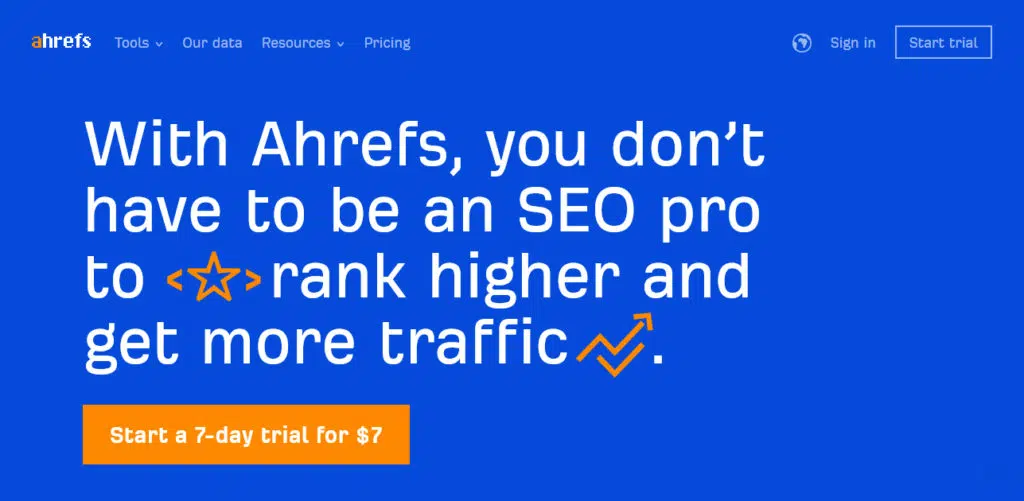 ahrefs Tools Our data Resources Pricing Sign in Start trial
With Ahrefs, you don’t
have to be an SEO pro
to <☆> rank higher and
get more traffic.
Start a 7-day trial for $7